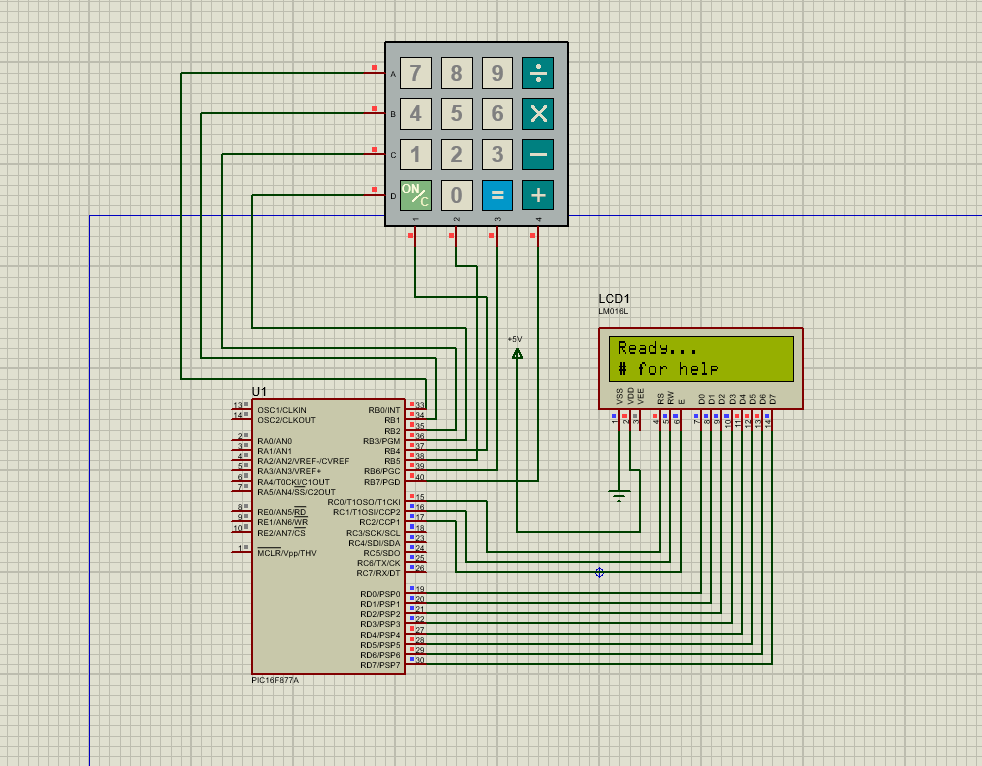 A 7 8 9 ÷
B 4 5 6 X
C 1 2 3 −
D ON/C 0 = +
1 2 3 4
LCD1
LM016L
Ready...
# for help
VSS VDD VEE RS RW E D0 D1 D2 D3 D4 D5 D6 D7
1 2 3 4 5 6 7 8 9 10 11 12 13 14
+5V
U1
13 OSC1/CLKIN RB0/INT 33
14 OSC2/CLKOUT RB1 34
RB2 35
2 RA0/AN0 RB3/PGM 36
3 RA1/AN1 RB4 37
4 RA2/AN2/VREF-/CVREF RB5 38
5 RA3/AN3/VREF+ RB6/PGC 39
6 RA4/T0CKI/C1OUT RB7/PGD 40
7 RA5/AN4/SS/C2OUT
RC0/T1OSO/T1CKI 15
8 RE0/AN5/RD RC1/T1OSI/CCP2 16
9 RE1/AN6/WR RC2/CCP1 17
10 RE2/AN7/CS RC3/SCK/SCL 18
RC4/SDI/SDA 23
1 MCLR/Vpp/THV RC5/SDO 24
RC6/TX/CK 25
RC7/RX/DT 26
RD0/PSP0 19
RD1/PSP1 20
RD2/PSP2 21
RD3/PSP3 22
RD4/PSP4 27
RD5/PSP5 28
RD6/PSP6 29
RD7/PSP7 30
PIC16F877A